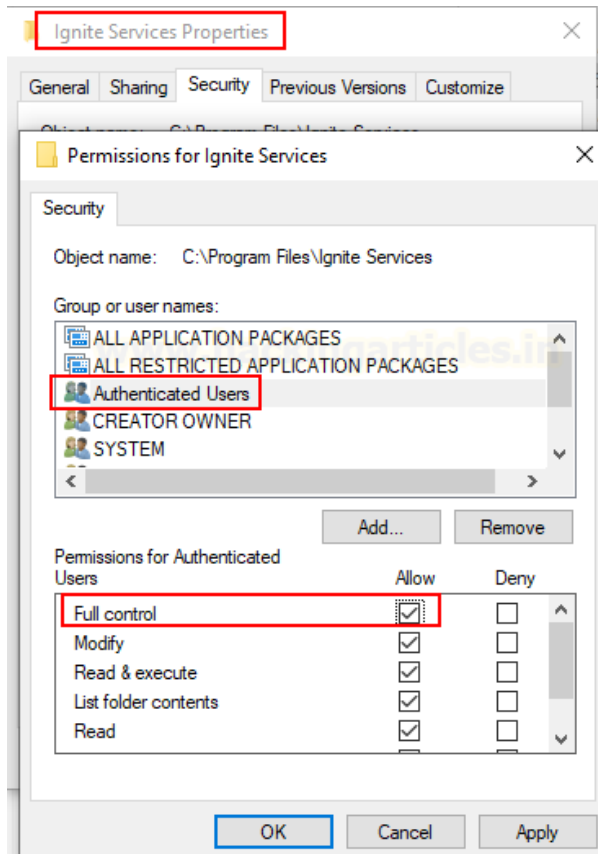 Ignite Services Properties
General Sharing Security Previous Versions Customize
Permissions for Ignite Services
Security
Object name: C:\Program Files\Ignite Services
Group or user names:
ALL APPLICATION PACKAGES
ALL RESTRICTED APPLICATION PACKAGES
Authenticated Users
CREATOR OWNER
SYSTEM
Add... Remove
Permissions for Authenticated
Users Allow Deny
Full control
Modify
Read & execute
List folder contents
Read
OK Cancel Apply